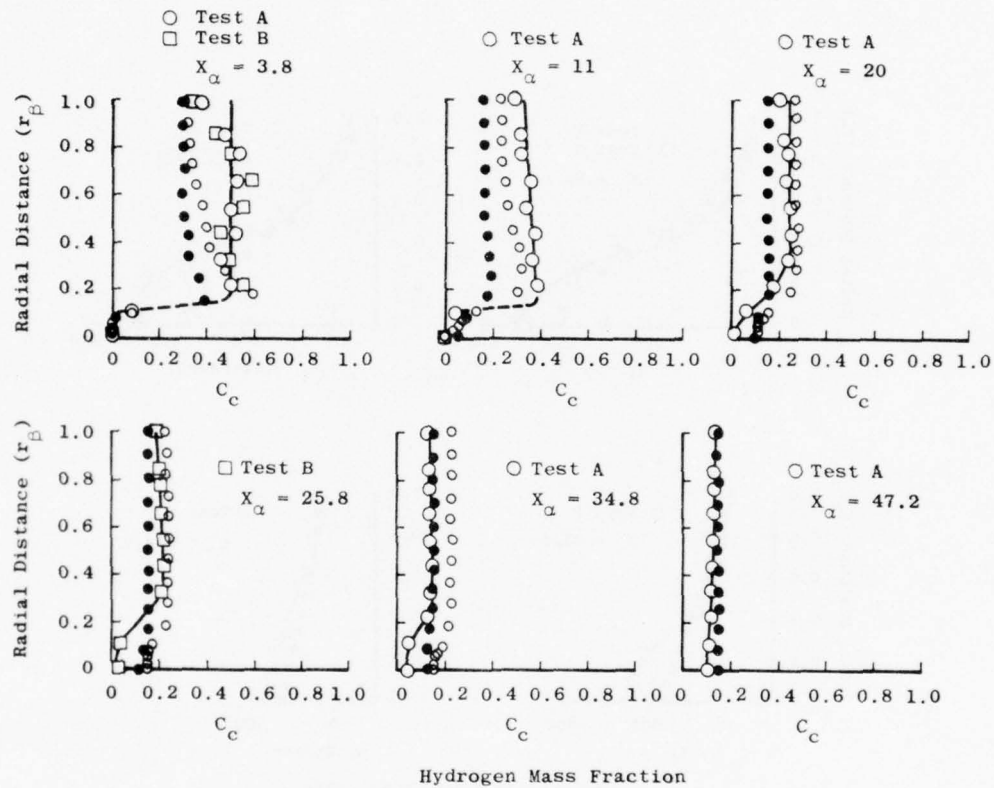 Test A
Test B
X_α = 3.8
Test A
X_α = 11
Test A
X_α = 20
Radial Distance (r_β)
1.0
0.8
0.6
0.4
0.2
0
0 0.2 0.4 0.6 0.8 1.0
C_c
0 0.2 0.4 0.6 0.8 1.0
C_c
0 0.2 0.4 0.6 0.8 1.0
C_c
Radial Distance (r_β)
1.0
0.8
0.6
0.4
0.2
0
Test B
X_α = 25.8
Test A
X_α = 34.8
Test A
X_α = 47.2
0 0.2 0.4 0.6 0.8 1.0
C_c
0 0.2 0.4 0.6 0.8 1.0
C_c
0 0.2 0.4 0.6 0.8 1.0
C_c
Hydrogen Mass Fraction